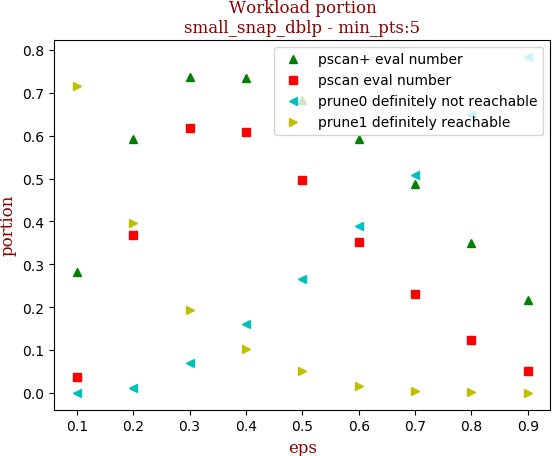 Workload portion
small_snap_dblp - min_pts:5
pscan+ eval number
pscan eval number
prune0 definitely not reachable
prune1 definitely reachable
portion
0.8
0.7
0.6
0.5
0.4
0.3
0.2
0.1
0.0
0.1 0.2 0.3 0.4 0.5 0.6 0.7 0.8 0.9
eps